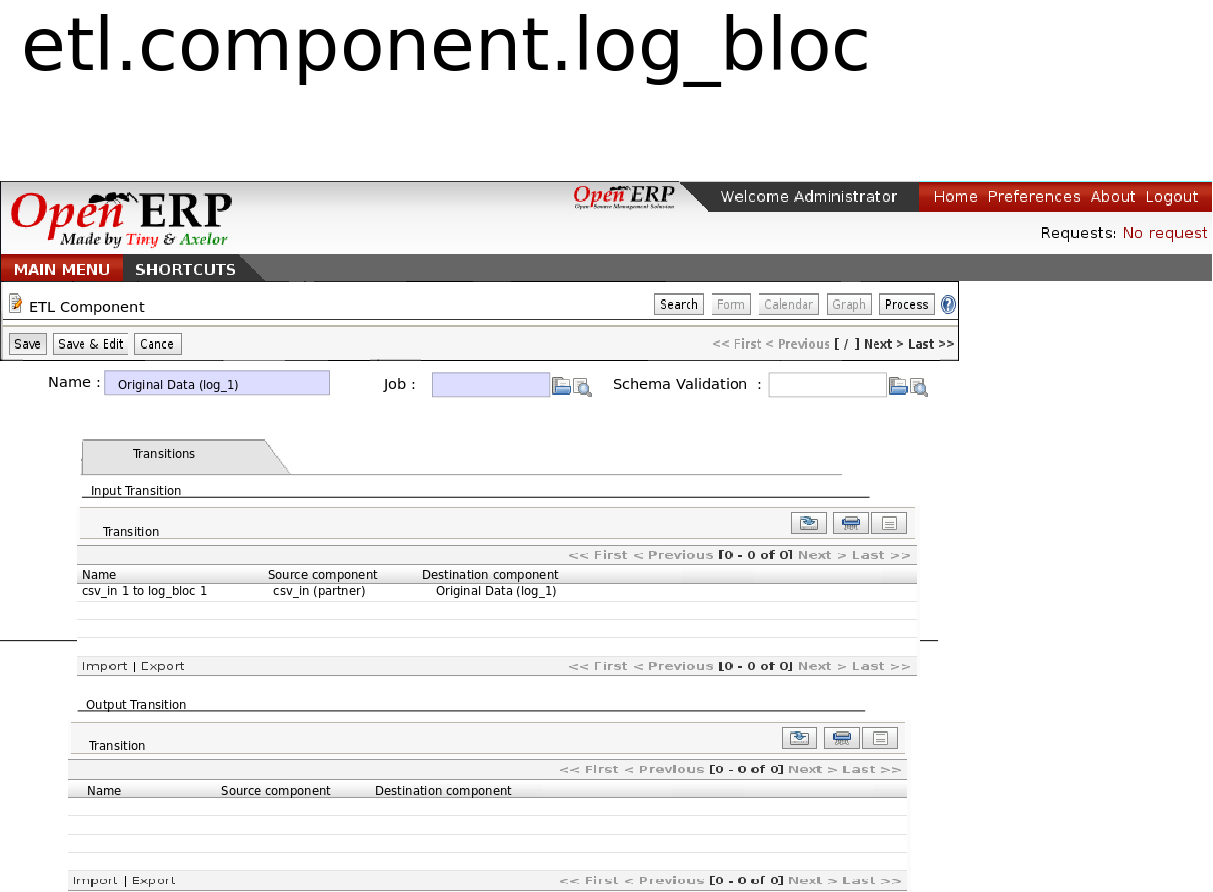 etl.component.log_bloc
Open ERP
Made by Tiny & Axelor
Open ERP
Open Source Management Solution
Welcome Administrator
Home Preferences About Logout
Requests: No request
MAIN MENU SHORTCUTS
ETL Component
Search Form Calendar Graph Process ?
Save Save & Edit Cance
<< First < Previous [ / ] Next > Last >>
Name : Original Data (log_1) Job : Schema Validation :
Transitions
Input Transition
Transition
<< First < Previous [0 - 0 of 0] Next > Last >>
Name Source component Destination component
csv_in 1 to log_bloc 1 csv_in (partner) Original Data (log_1)
Import | Export << First < Previous [0 - 0 of 0] Next > Last >>
Output Transition
Transition
<< First < Previous [0 - 0 of 0] Next > Last >>
Name Source component Destination component
Import | Export << First < Previous [0 - 0 of 0] Next > Last >>